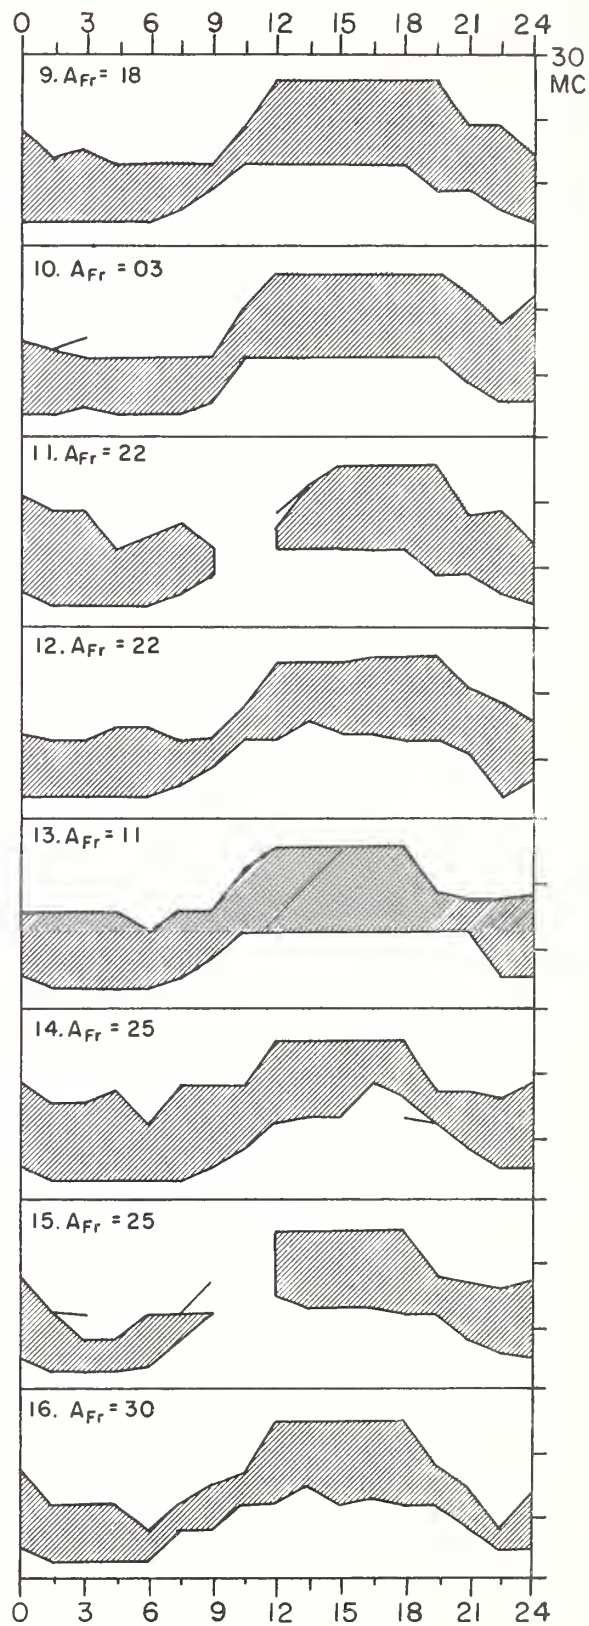 0 3 6 9 12 15 18 21 24
30
MC
9. AFr = 18
10. AFr = 03
11. AFr = 22
12. AFr = 22
13. AFr = 11
14. AFr = 25
15. AFr = 25
16. AFr = 30
0 3 6 9 12 15 18 21 24